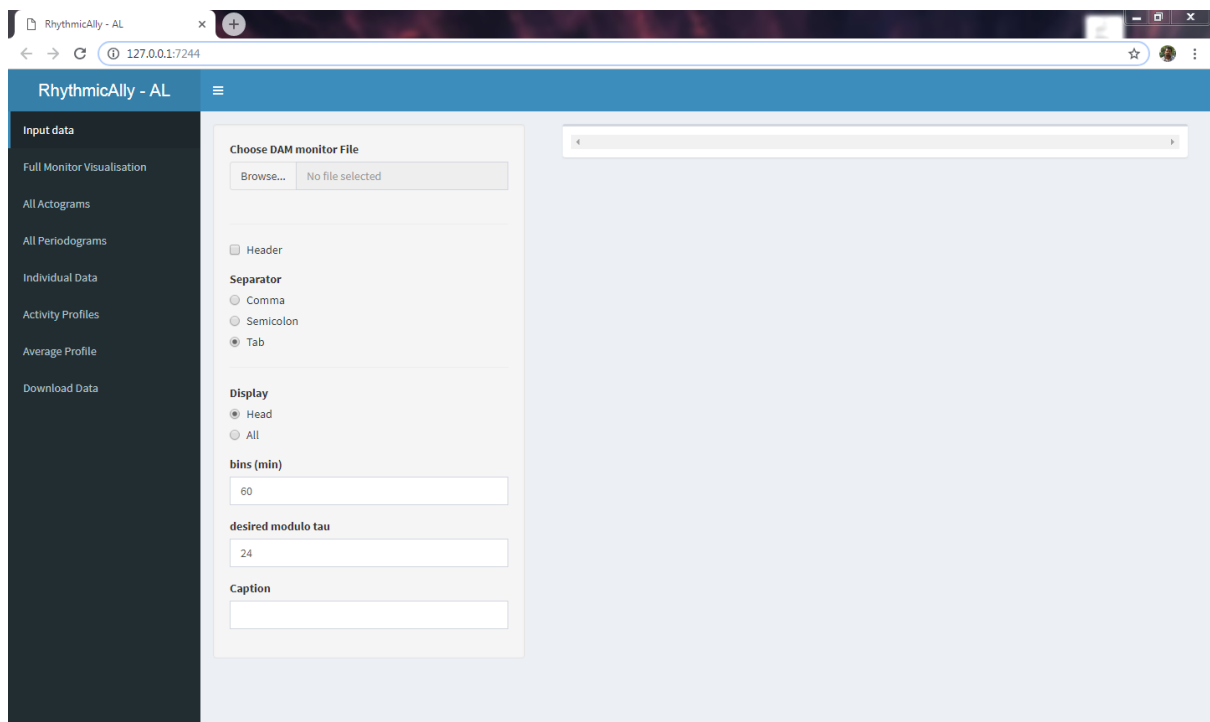 RhythmicAlly - AL
127.0.0.1:7244
RhythmicAlly - AL
Input data
Full Monitor Visualisation
All Actograms
All Periodograms
Individual Data
Activity Profiles
Average Profile
Download Data
Choose DAM monitor File
Browse... No file selected
Header
Separator
Comma
Semicolon
Tab
Display
Head
All
bins (min)
60
desired modulo tau
24
Caption